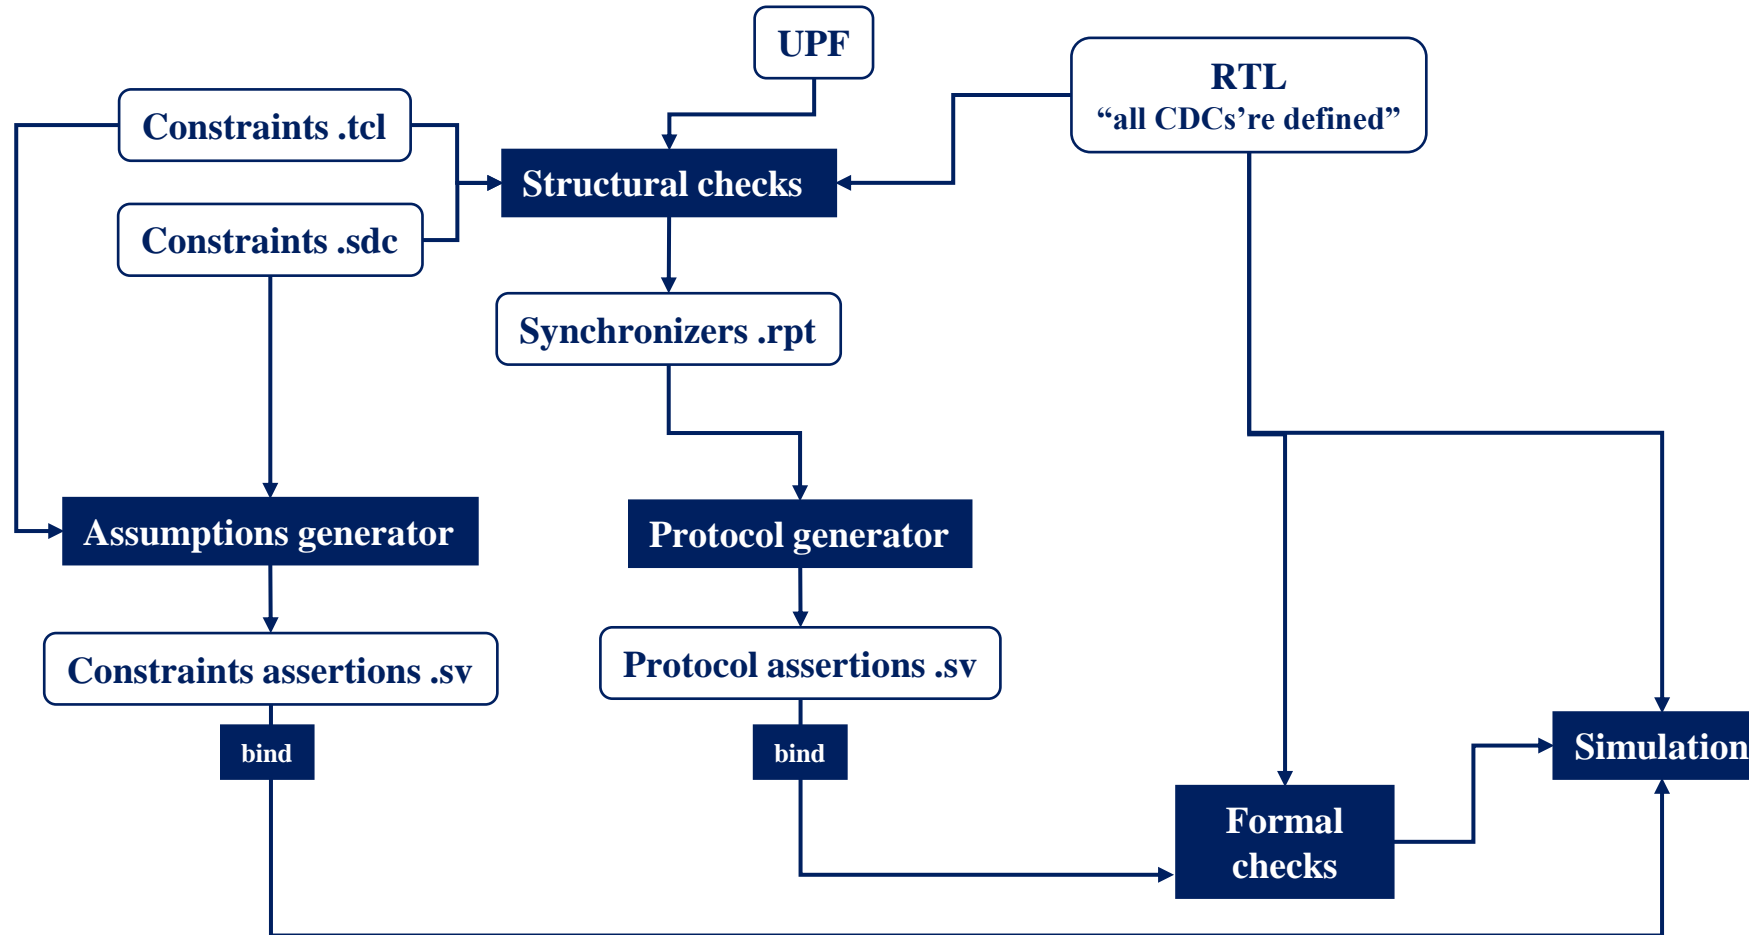 UPF
RTL
“all CDCs’re defined”
Constraints .tcl
Structural checks
Constraints .sdc
Synchronizers .rpt
Assumptions generator
Protocol generator
Constraints assertions .sv
Protocol assertions .sv
bind
bind
Simulation
Formal
checks